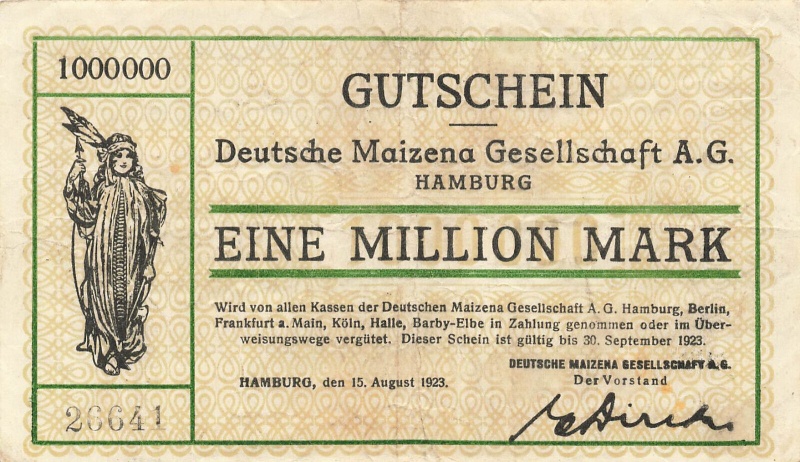 1000000
GUTSCHEIN
Deutsche Maizena Gesellschaft A.G.
HAMBURG
EINE MILLION MARK
Wird von allen Kassen der Deutschen Maizena Gesellschaft A. G. Hamburg, Berlin,
Frankfurt a. Main, Köln, Halle, Barby-Elbe in Zahlung genommen oder im Über-
weisungswege vergütet. Dieser Schein ist gültig bis 30. September 1923.
DEUTSCHE MAIZENA GESELLSCHAFT A.G.
HAMBURG, den 15. August 1923.
Der Vorstand
26641